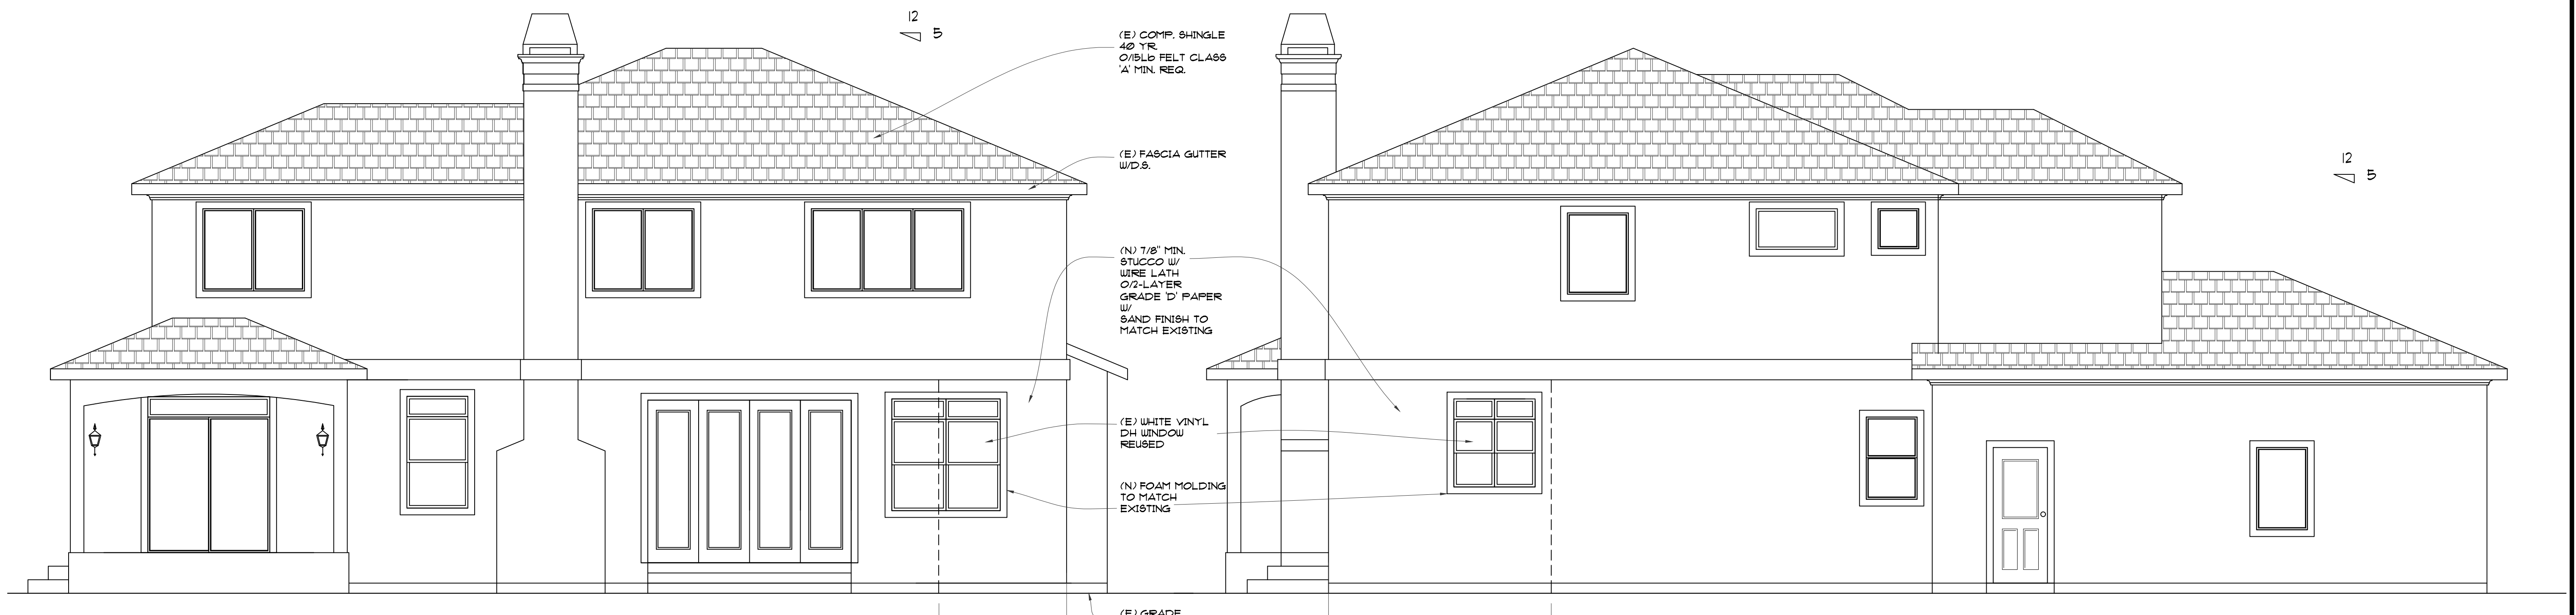 12
5
(E) COMP. SHINGLE
40 YR.
O/15Lb FELT CLASS
'A' MIN. REQ.
(E) FASCIA GUTTER
W/D.S.
12
5
(N) 7/8" MIN.
STUCCO W/
WIRE LATH
O/2-LAYER
GRADE 'D' PAPER
W/
SAND FINISH TO
MATCH EXISTING
(E) WHITE VINYL
DH WINDOW
REUSED
(N) FOAM MOLDING
TO MATCH
EXISTING
(E) GRADE